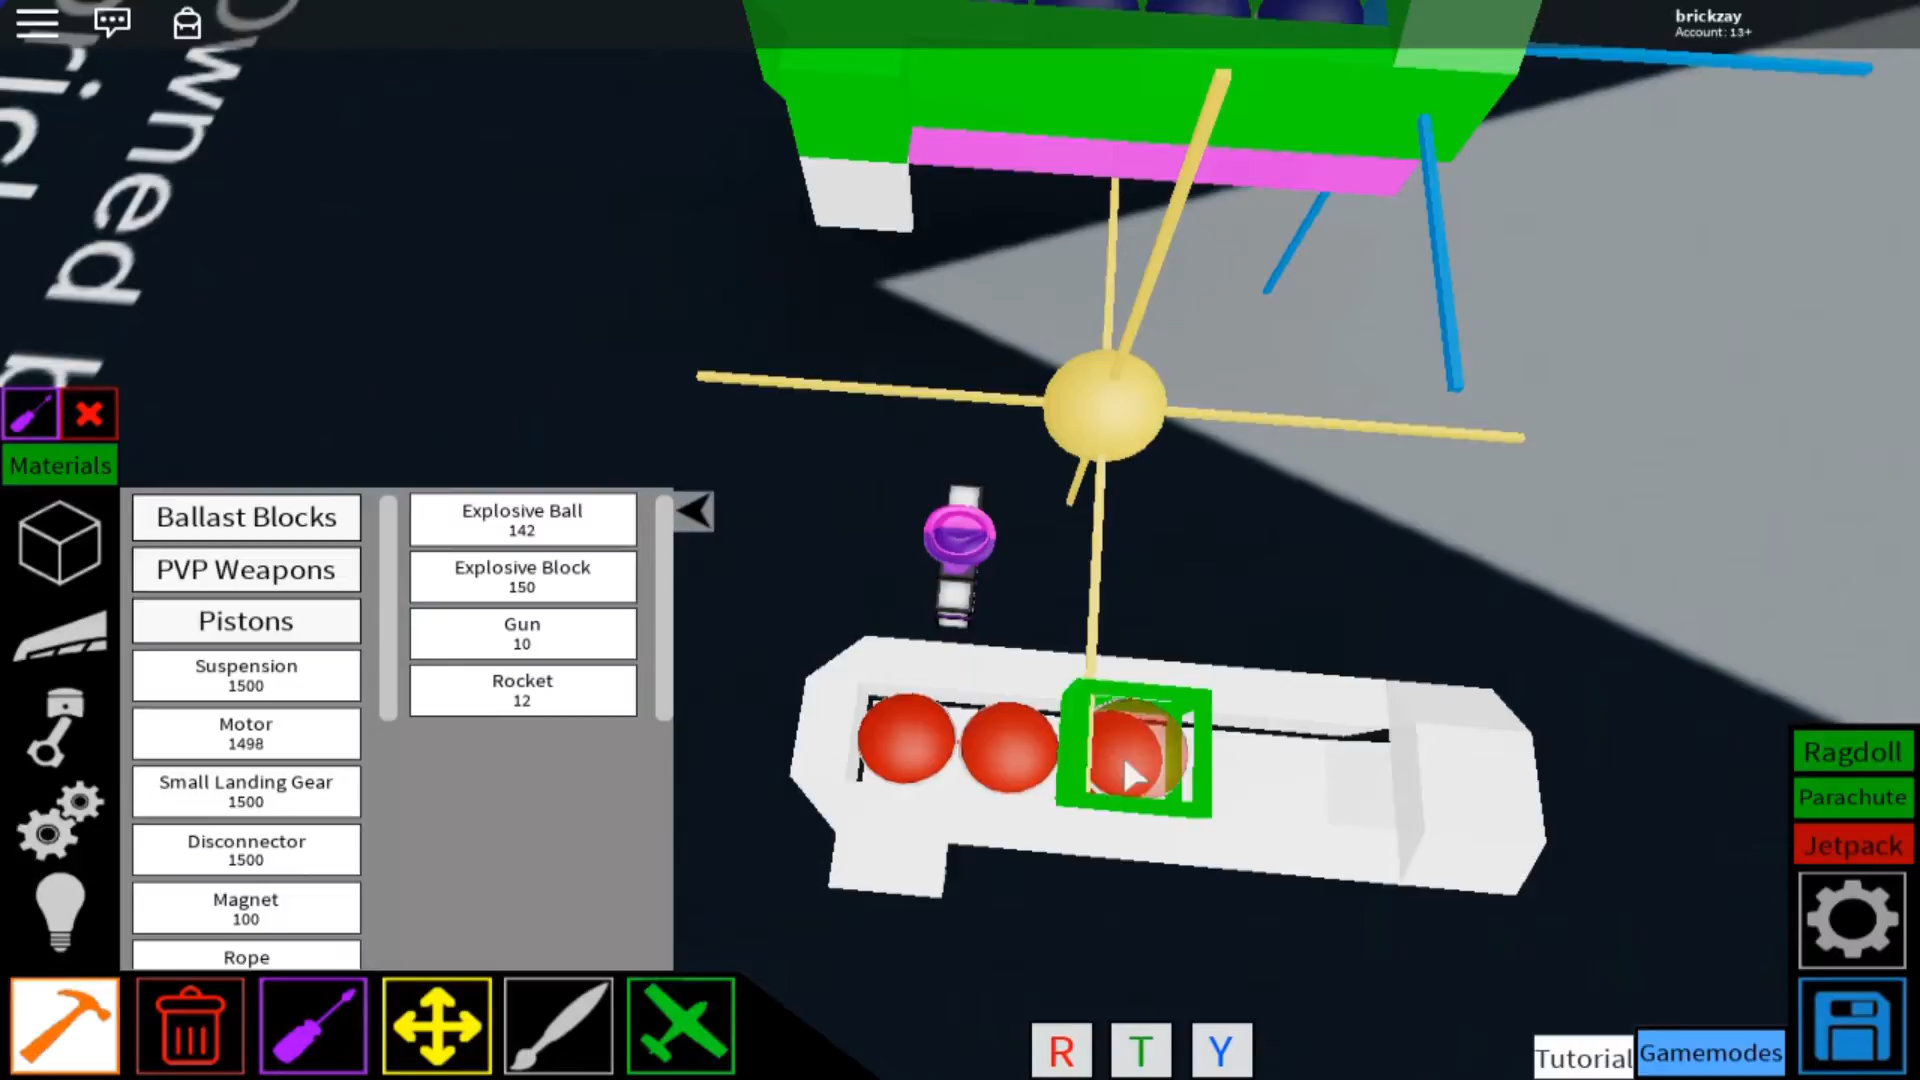 brickzay
Account: 13+
Owned b
Materials
Ballast Blocks
PVP Weapons
Pistons
Suspension
1500
Motor
1498
Small Landing Gear
1500
Disconnector
1500
Magnet
100
Rope
Explosive Ball
142
Explosive Block
150
Gun
10
Rocket
12
Ragdoll
Parachute
Jetpack
R
T
Y
Tutorial
Gamemodes